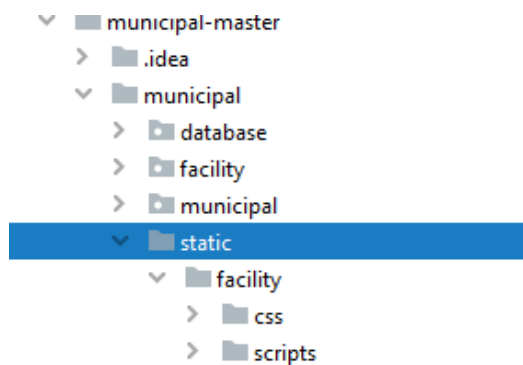 municipal-master
.idea
municipal
database
facility
municipal
static
facility
css
scripts